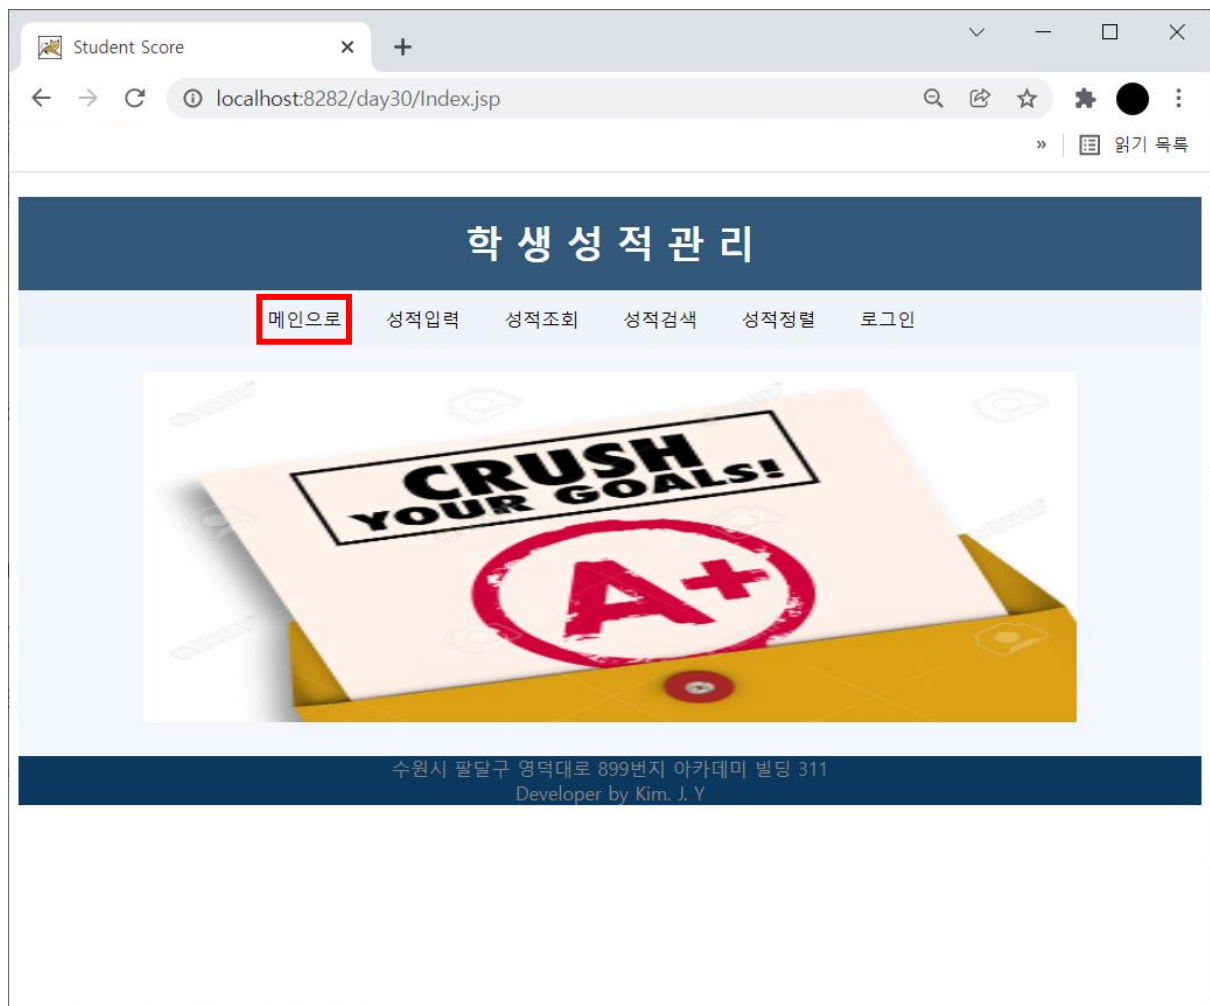 Student Score
localhost:8282/day30/Index.jsp
» 읽기 목록
학 생 성 적 관 리
메인으로 성적입력 성적조회 성적검색 성적정렬 로그인
CRUSH
YOUR GOALS!
A+
수원시 팔달구 영덕대로 899번지 아카데미 빌딩 311
Developer by Kim. J. Y